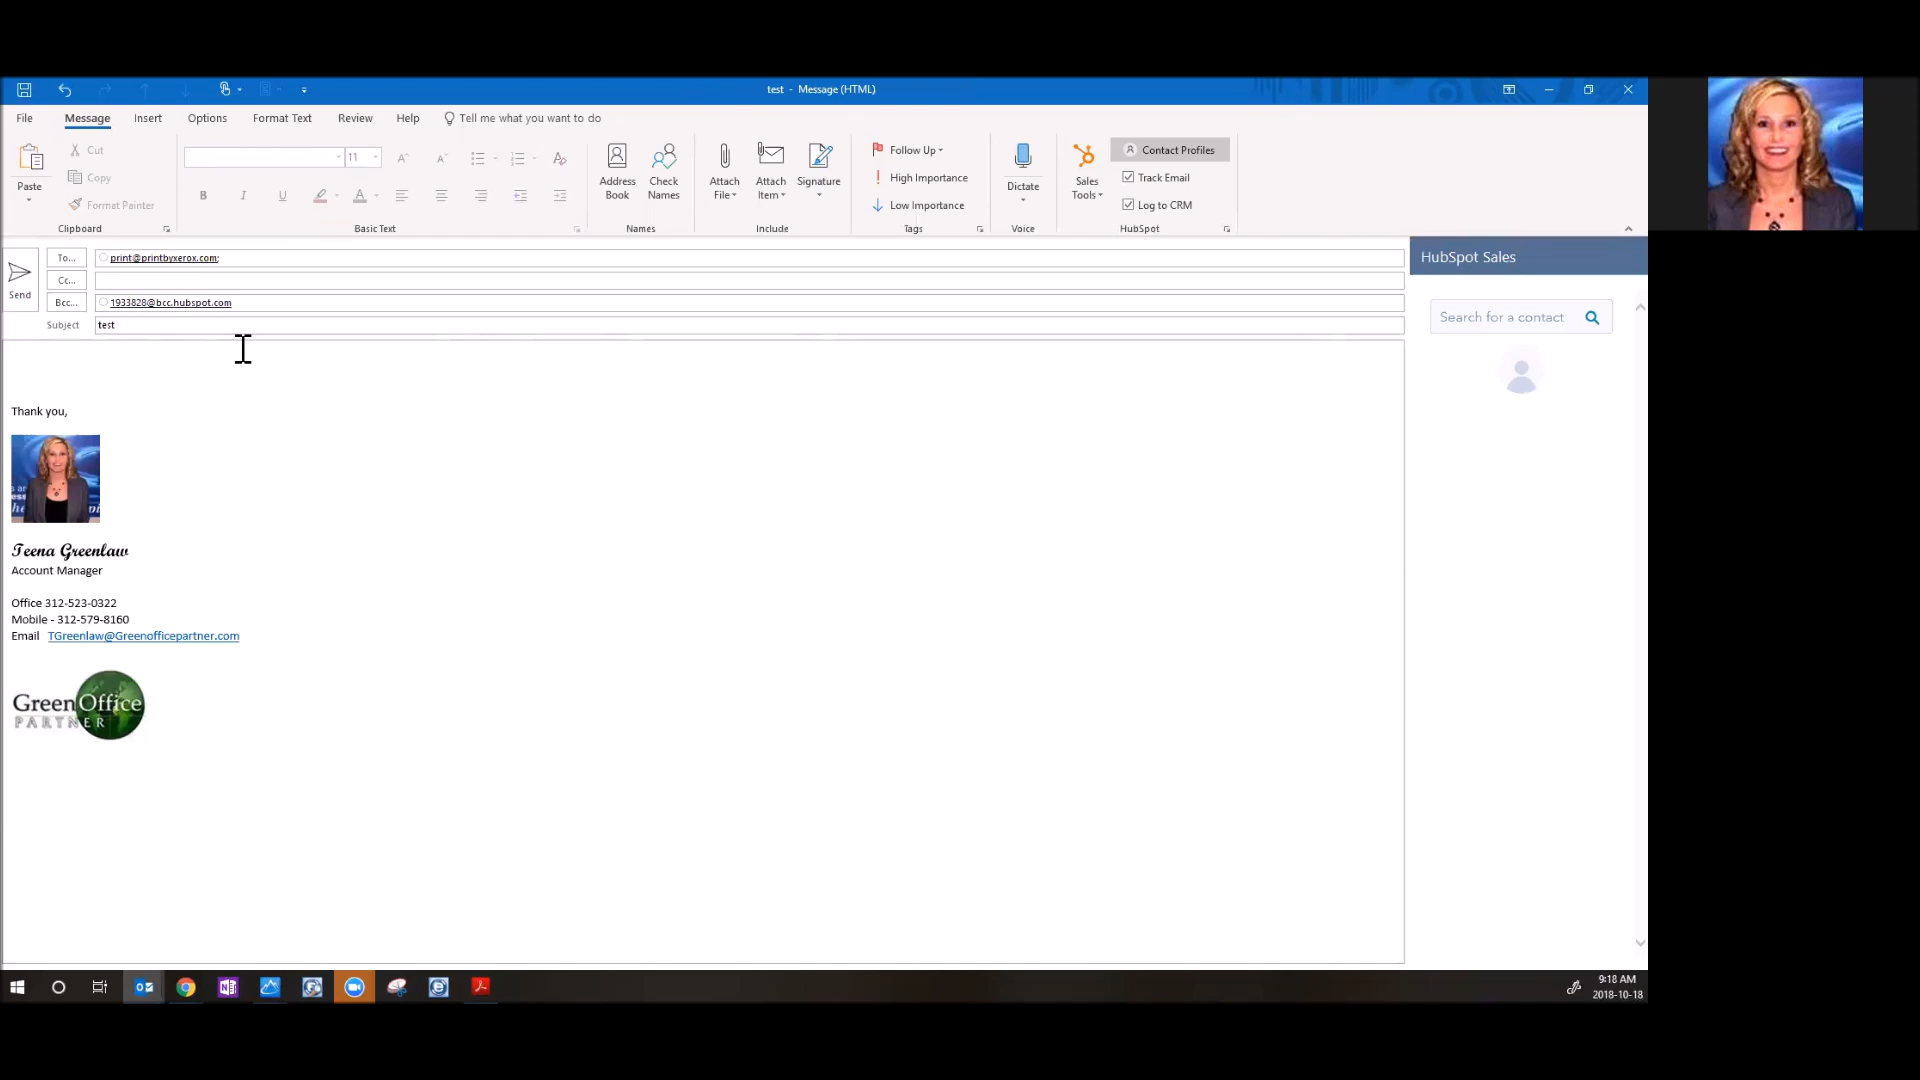 test - Message (HTML)
File Message Insert Options Format Text Review Help Tell me what you want to do
Paste
Cut
Copy
Format Painter
Clipboard
11
B I U A
Basic Text
Address Book
Check Names
Names
Attach File
Attach Item
Signature
Include
Follow Up
High Importance
Low Importance
Tags
Dictate
Voice
Sales Tools
Contact Profiles
Track Email
Log to CRM
HubSpot
Send
To... print@printbyxerox.com;
Cc...
Bcc... 1933828@bcc.hubspot.com
Subject test
HubSpot Sales
Search for a contact
Thank you,
Teena Greenlaw
Account Manager
Office 312-523-0322
Mobile - 312-579-8160
Email TGreenlaw@Greenofficepartner.com
GreenOffice
PARTNER
9:18 AM
2018-10-18